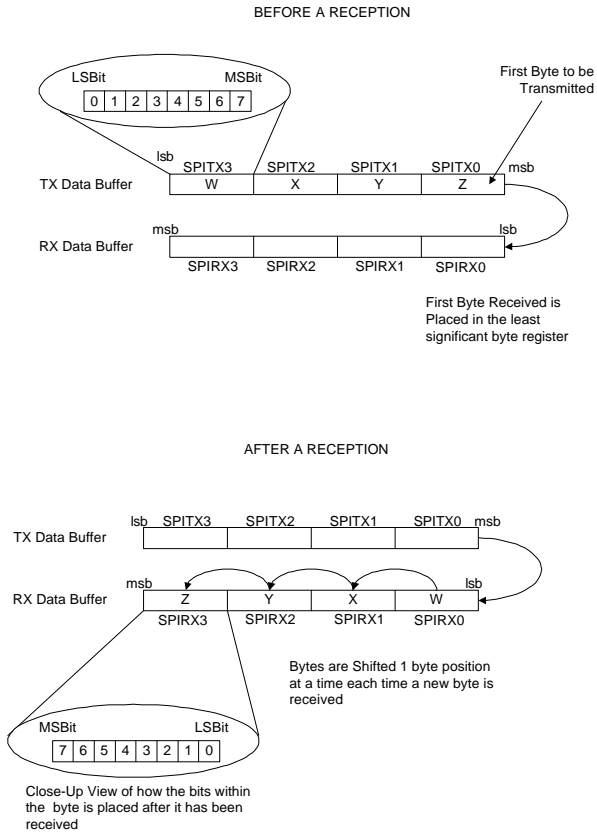 BEFORE A RECEPTION
First Byte to be
Transmitted
LSBit MSBit
0 1 2 3 4 5 6 7
lsb SPITX3 SPITX2 SPITX1 SPITX0 msb
TX Data Buffer W X Y Z
msb lsb
RX Data Buffer
SPIRX3 SPIRX2 SPIRX1 SPIRX0
First Byte Received is
Placed in the least
significant byte register
AFTER A RECEPTION
lsb SPITX3 SPITX2 SPITX1 SPITX0 msb
TX Data Buffer
msb lsb
RX Data Buffer Z Y X W
SPIRX3 SPIRX2 SPIRX1 SPIRX0
Bytes are Shifted 1 byte position
at a time each time a new byte is
received
MSBit LSBit
7 6 5 4 3 2 1 0
Close-Up View of how the bits within
the byte is placed after it has been
received